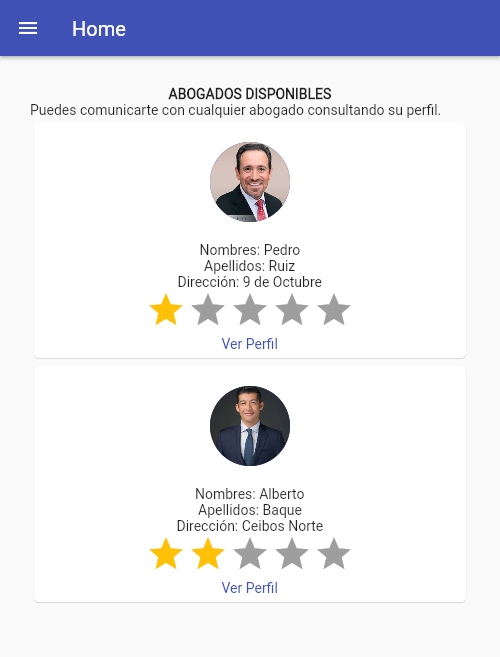 Home
ABOGADOS DISPONIBLES
Puedes comunicarte con cualquier abogado consultando su perfil.
Nombres: Pedro
Apellidos: Ruiz
Dirección: 9 de Octubre
Ver Perfil
Nombres: Alberto
Apellidos: Baque
Dirección: Ceibos Norte
Ver Perfil